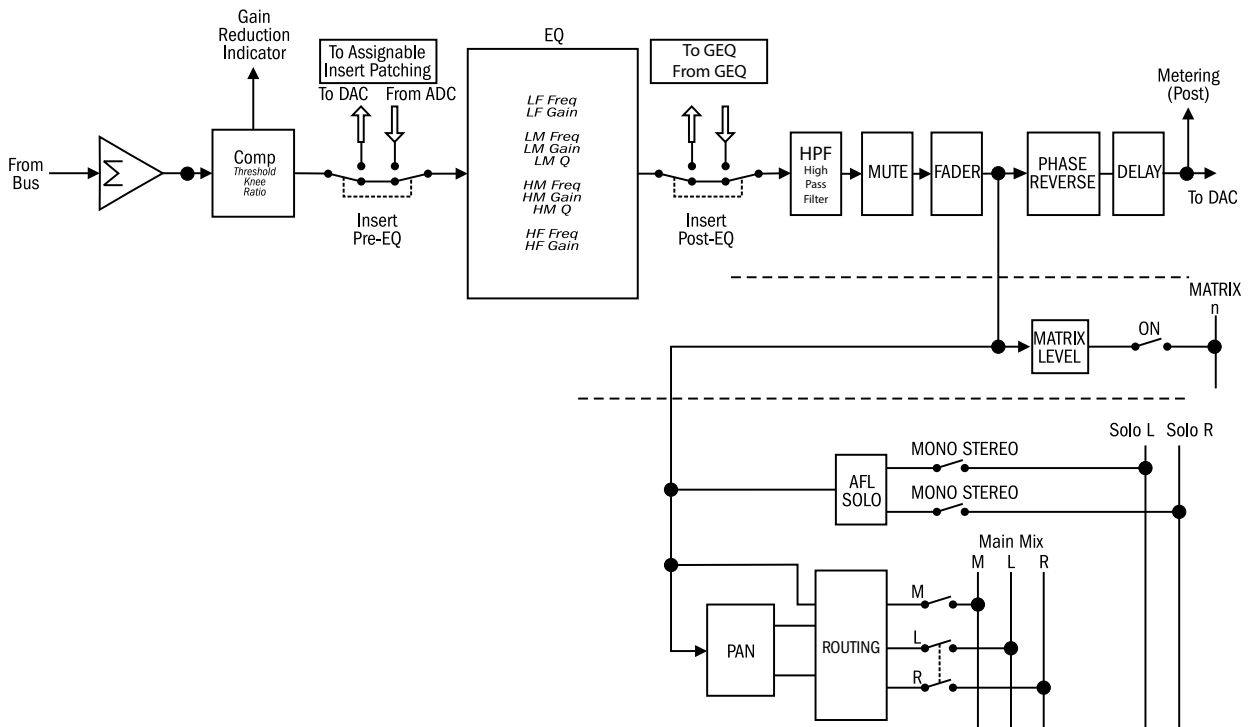 Gain
Reduction
Indicator
To Assignable
Insert Patching
To DAC
From ADC
EQ
To GEQ
From GEQ
Metering
(Post)
From
Bus
Σ
Comp
Threshold
Knee
Ratio
Insert
Pre-EQ
LF Freq
LF Gain
LM Freq
LM Gain
LM Q
HM Freq
HM Gain
HM Q
HF Freq
HF Gain
Insert
Post-EQ
HPF
High
Pass
Filter
MUTE
FADER
PHASE
REVERSE
DELAY
To DAC
MATRIX
n
MATRIX
LEVEL
ON
Solo L
Solo R
AFL
SOLO
MONO STEREO
MONO STEREO
Main Mix
M
L
R
PAN
ROUTING
M
L
R